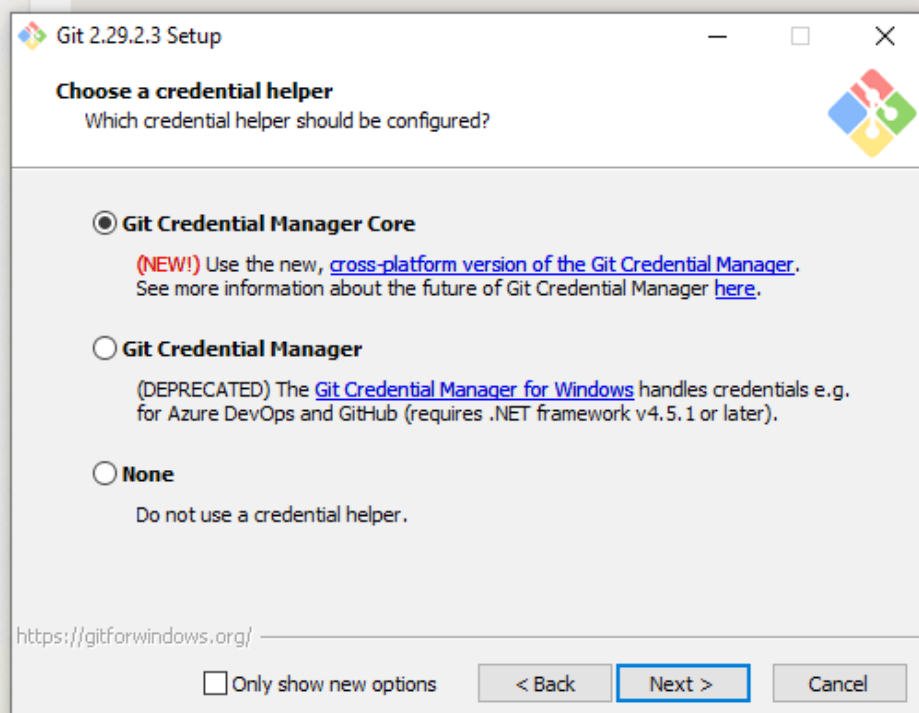 Git 2.29.2.3 Setup
Choose a credential helper
Which credential helper should be configured?
Git Credential Manager Core
(NEW!) Use the new, cross-platform version of the Git Credential Manager.
See more information about the future of Git Credential Manager here.
Git Credential Manager
(DEPRECATED) The Git Credential Manager for Windows handles credentials e.g.
for Azure DevOps and GitHub (requires .NET framework v4.5.1 or later).
None
Do not use a credential helper.
https://gitforwindows.org/
Only show new options
< Back
Next >
Cancel